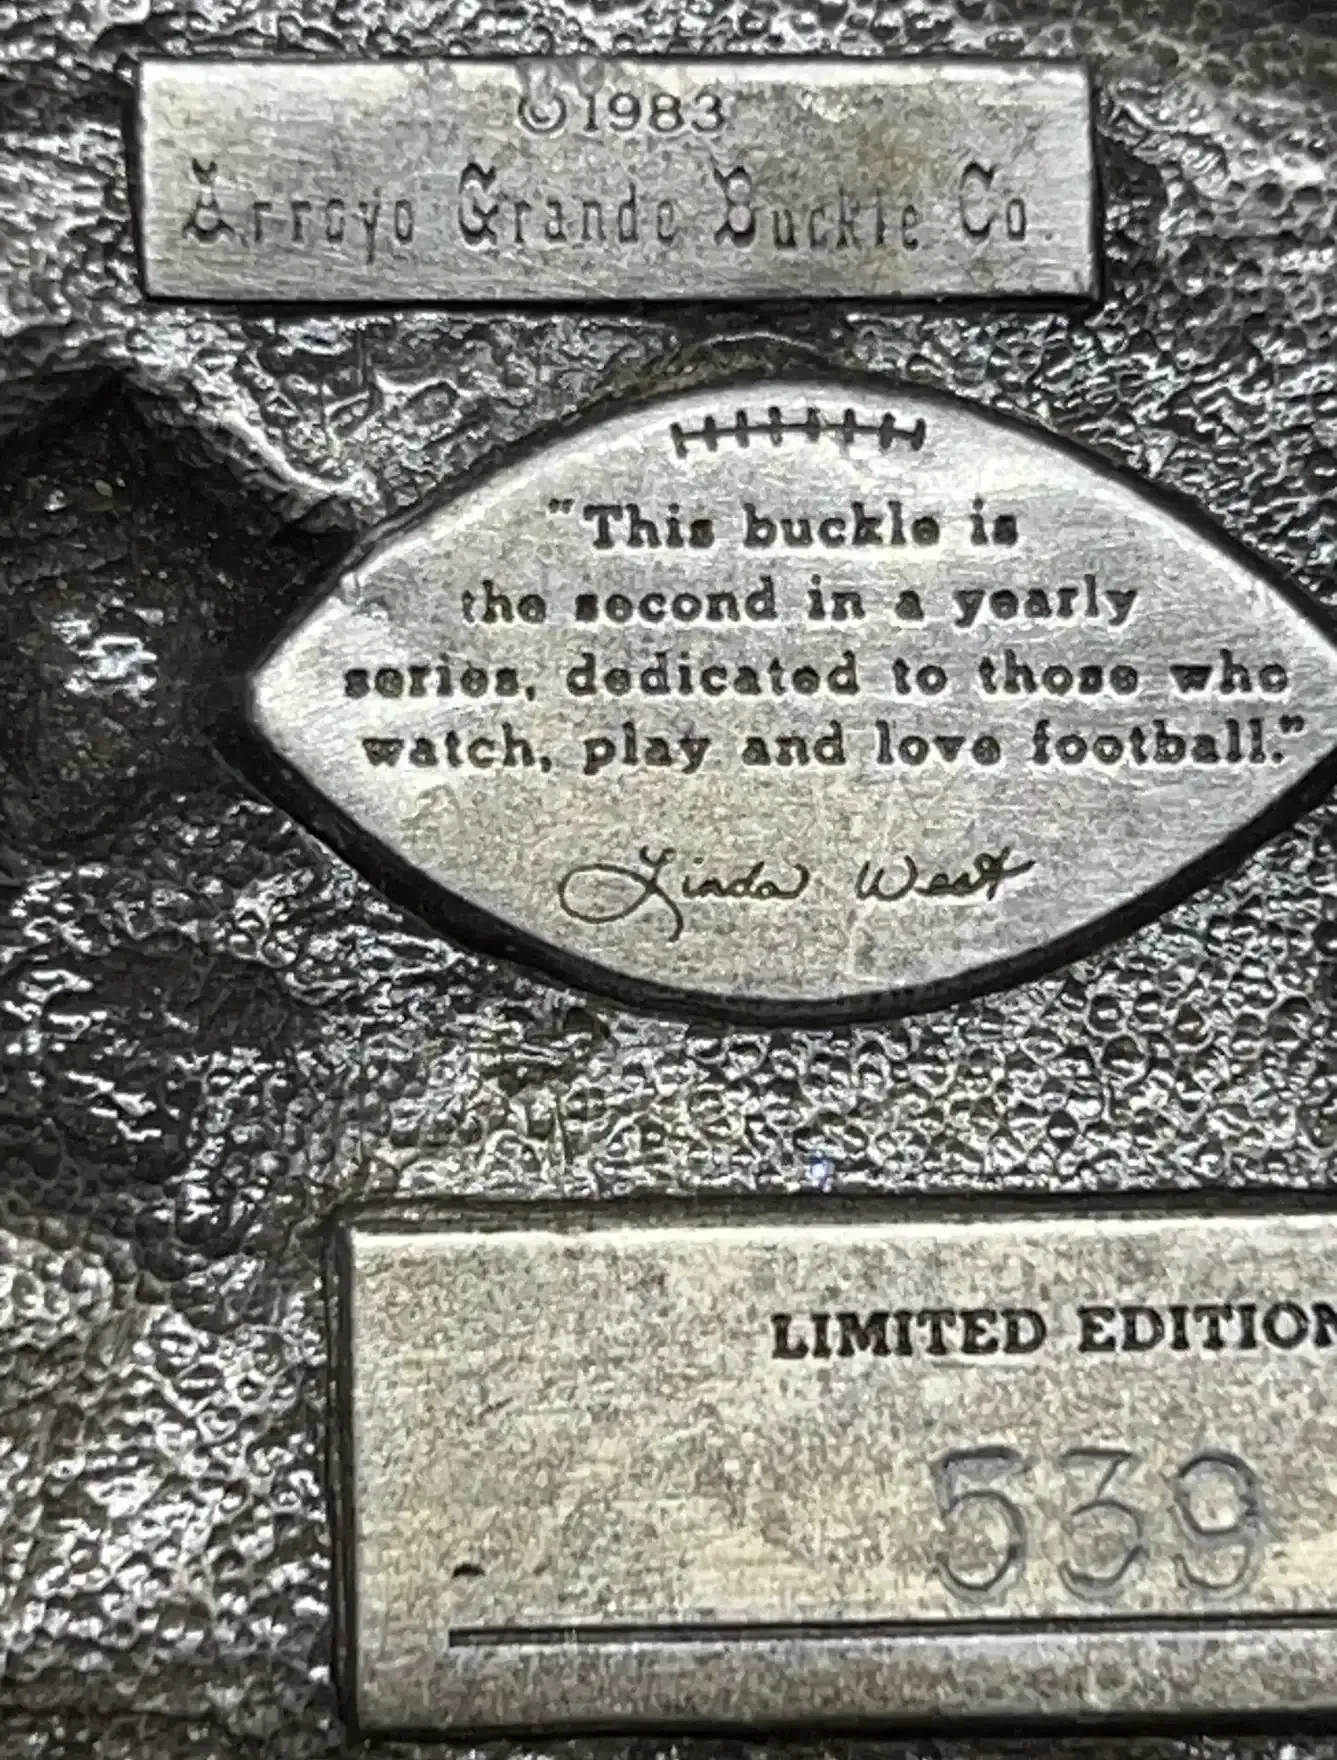 ©1983
Arroyo Grande Buckle Co.
"This buckle is
the second in a yearly
series, dedicated to those who
watch, play and love football."
Linda West
LIMITED EDITION
539